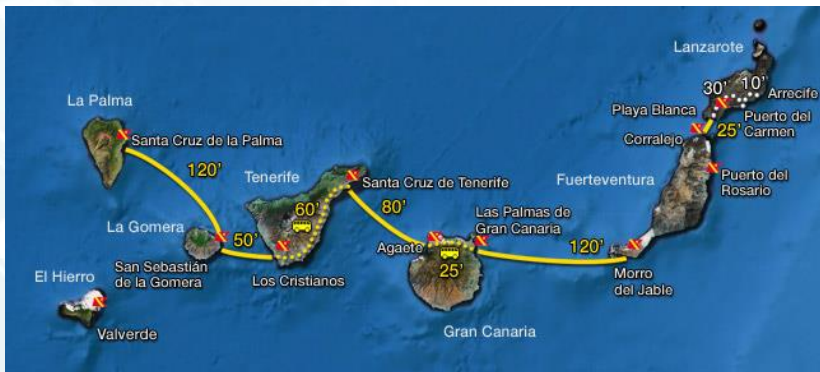 Lanzarote
30'
10'
Arrecife
La Palma
Playa Blanca
Puerto del
Carmen
25'
Corralejo
Santa Cruz de la Palma
120'
Tenerife
Santa Cruz de Tenerife
Fuerteventura
Puerto del
Rosario
60'
80'
Las Palmas de
Gran Canaria
La Gomera
50'
Agaete
120'
25'
San Sebastián
de la Gomera
Los Cristianos
Morro
del Jable
El Hierro
Valverde
Gran Canaria